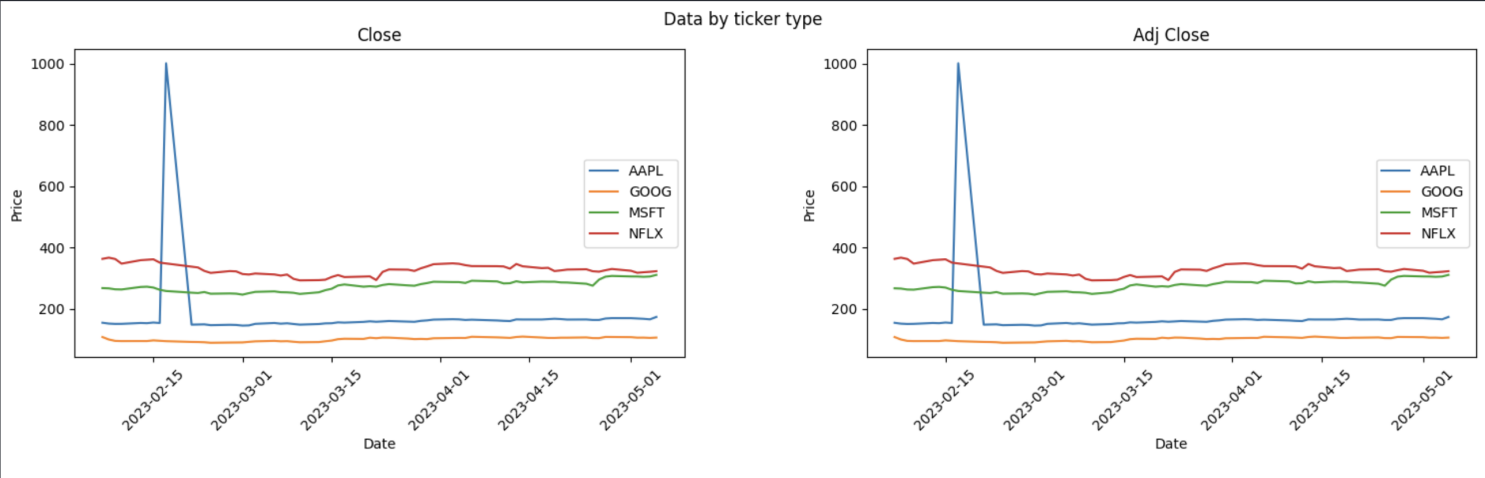 Data by ticker type
Close
Price
1000
800
600
400
200
AAPL
GOOG
MSFT
NFLX
2023-02-15
2023-03-01
2023-03-15
2023-04-01
2023-04-15
2023-05-01
Date
Adj Close
Price
1000
800
600
400
200
AAPL
GOOG
MSFT
NFLX
2023-02-15
2023-03-01
2023-03-15
2023-04-01
2023-04-15
2023-05-01
Date